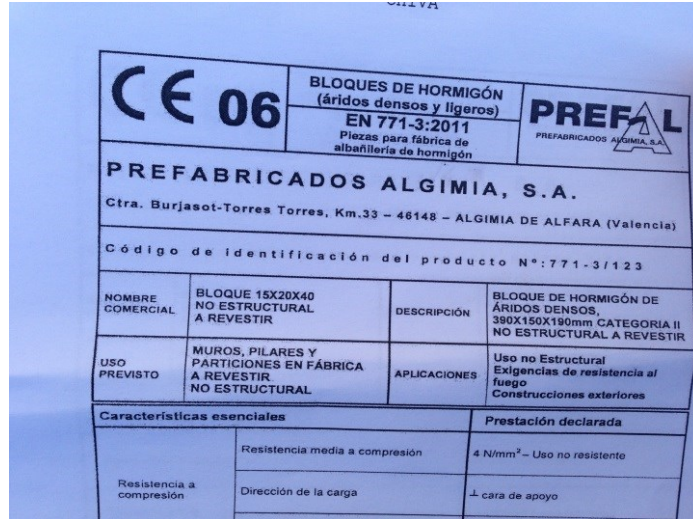 CHIVA
CE 06
BLOQUES DE HORMIGÓN
(áridos densos y ligeros)
EN 771-3:2011
Piezas para fábrica de
albañilería de hormigón
PREFAL
PREFABRICADOS ALGIMIA, S.A.
PREFABRICADOS ALGIMIA, S.A.
Ctra. Burjasot-Torres Torres, Km.33 – 46148 – ALGIMIA DE ALFARA (Valencia)
Código de identificación del producto Nº:771-3/123
NOMBRE
COMERCIAL
BLOQUE 15X20X40
NO ESTRUCTURAL
A REVESTIR
DESCRIPCIÓN
BLOQUE DE HORMIGÓN DE
ÁRIDOS DENSOS,
390X150X190mm CATEGORIA II
NO ESTRUCTURAL A REVESTIR
USO
PREVISTO
MUROS, PILARES Y
PARTICIONES EN FÁBRICA
A REVESTIR
NO ESTRUCTURAL
APLICACIONES
Uso no Estructural
Exigencias de resistencia al
fuego
Construcciones exteriores
Características esenciales
Prestación declarada
Resistencia a
compresión
Resistencia media a compresión
4 N/mm² – Uso no resistente
Dirección de la carga
⊥ cara de apoyo